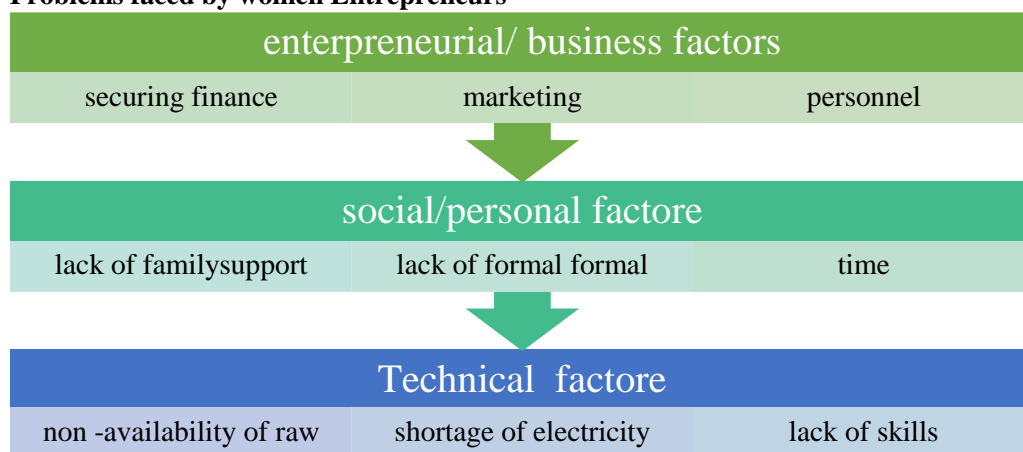 Problems faced by women Entrepreneurs
enterpreneurial/ business factors
securing finance marketing personnel
social/personal factore
lack of familysupport lack of formal formal time
Technical factore
non -availability of raw shortage of electricity lack of skills